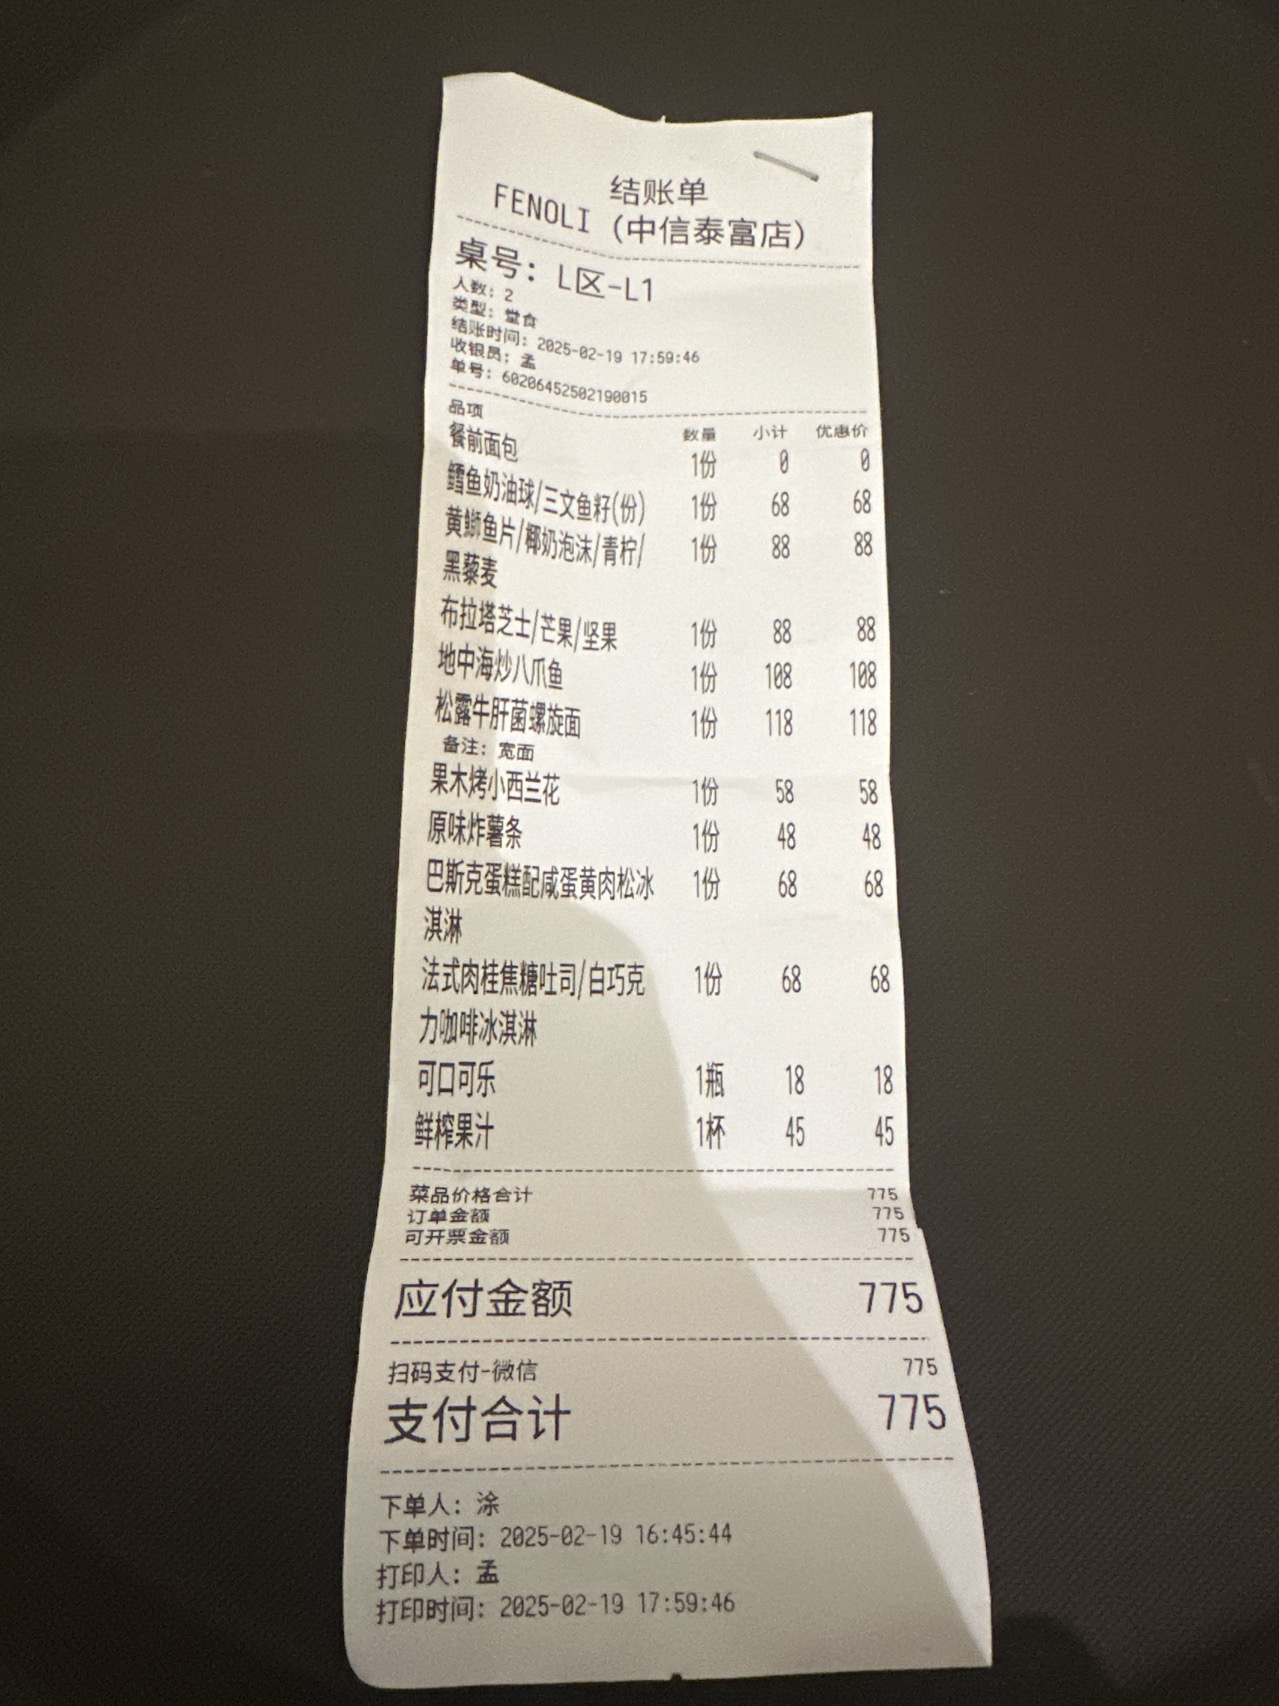 结账单
FENOLI (中信泰富店)
桌号: L区-L1
人数: 2
类型: 堂食
结账时间: 2025-02-19 17:59:46
收银员: 孟
单号: 60206452502190015
品项 数量 小计 优惠价
餐前面包 1份 0 0
鳕鱼奶油球/三文鱼籽(份) 1份 68 68
黄鰤鱼片/椰奶泡沫/青柠/ 1份 88 88
黑藜麦
布拉塔芝士/芒果/坚果 1份 88 88
地中海炒八爪鱼 1份 108 108
松露牛肝菌螺旋面 1份 118 118
备注: 宽面
果木烤小西兰花 1份 58 58
原味炸薯条 1份 48 48
巴斯克蛋糕配咸蛋黄肉松冰 1份 68 68
淇淋
法式肉桂焦糖吐司/白巧克 1份 68 68
力咖啡冰淇淋
可口可乐 1瓶 18 18
鲜榨果汁 1杯 45 45
菜品价格合计 775
订单金额 775
可开票金额 775
应付金额 775
扫码支付-微信 775
支付合计 775
下单人: 涂
下单时间: 2025-02-19 16:45:44
打印人: 孟
打印时间: 2025-02-19 17:59:46